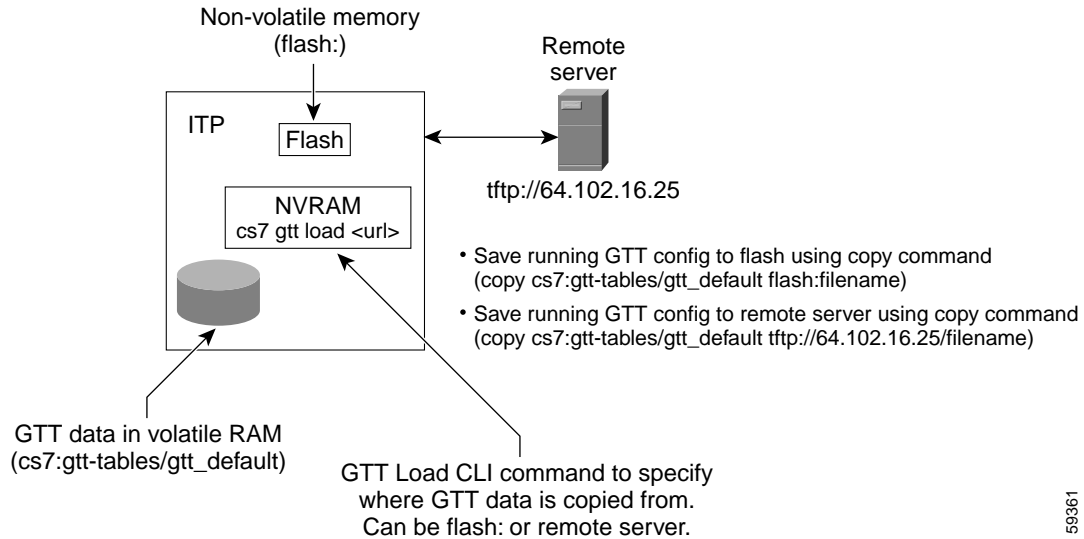 Non-volatile memory
(flash:)
Remote
server
ITP
Flash
tftp://64.102.16.25
NVRAM
cs7 gtt load <url>
• Save running GTT config to flash using copy command
(copy cs7:gtt-tables/gtt_default flash:filename)
• Save running GTT config to remote server using copy command
(copy cs7:gtt-tables/gtt_default tftp://64.102.16.25/filename)
GTT data in volatile RAM
(cs7:gtt-tables/gtt_default)
GTT Load CLI command to specify
where GTT data is copied from.
Can be flash: or remote server.
59361